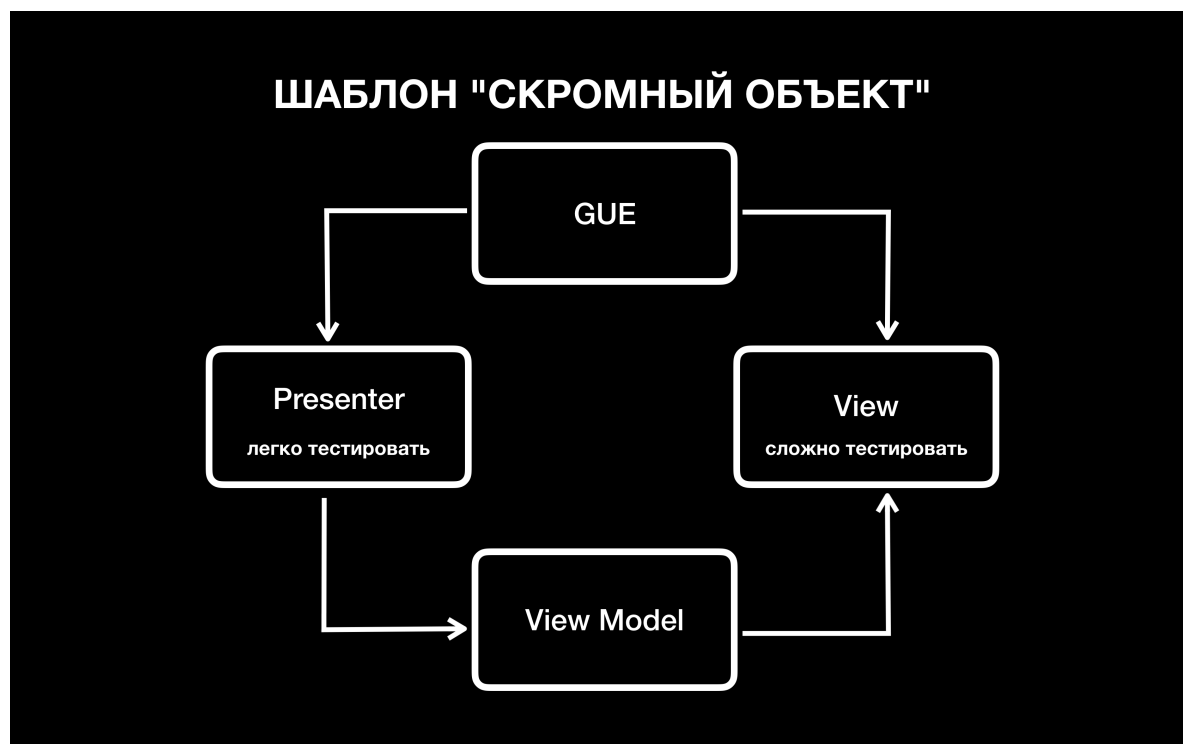 ШАБЛОН "СКРОМНЫЙ ОБЪЕКТ"
GUE
Presenter
легко тестировать
View
сложно тестировать
View Model